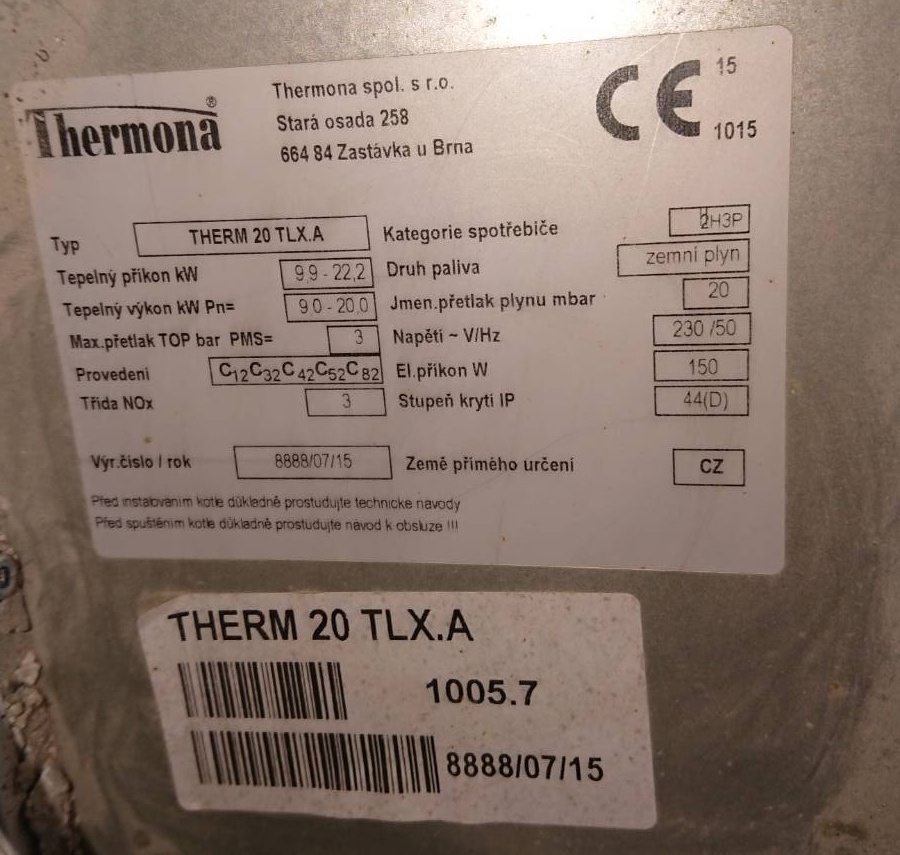 Thermona®
Thermona spol. s r.o.
Stará osada 258
664 84 Zastávka u Brna
CE 15
1015
Typ THERM 20 TLX.A Kategorie spotřebiče 2H3P
Tepelný příkon kW 9,9 - 22,2 Druh paliva zemní plyn
Tepelný výkon kW Pn= 9,0 - 20,0 Jmen.přetlak plynu mbar 20
Max.přetlak TOP bar PMS= 3 Napětí ~ V/Hz 230 /50
Provedení C12C32C42C52C82 El.příkon W 150
Třída NOx 3 Stupeň krytí IP 44(D)
Výr.číslo / rok 8888/07/15 Země přímého určení CZ
Před instalováním kotle důkladně prostudujte technické návody
Před spuštěním kotle důkladně prostudujte návod k obsluze !!!
THERM 20 TLX.A
1005.7
8888/07/15